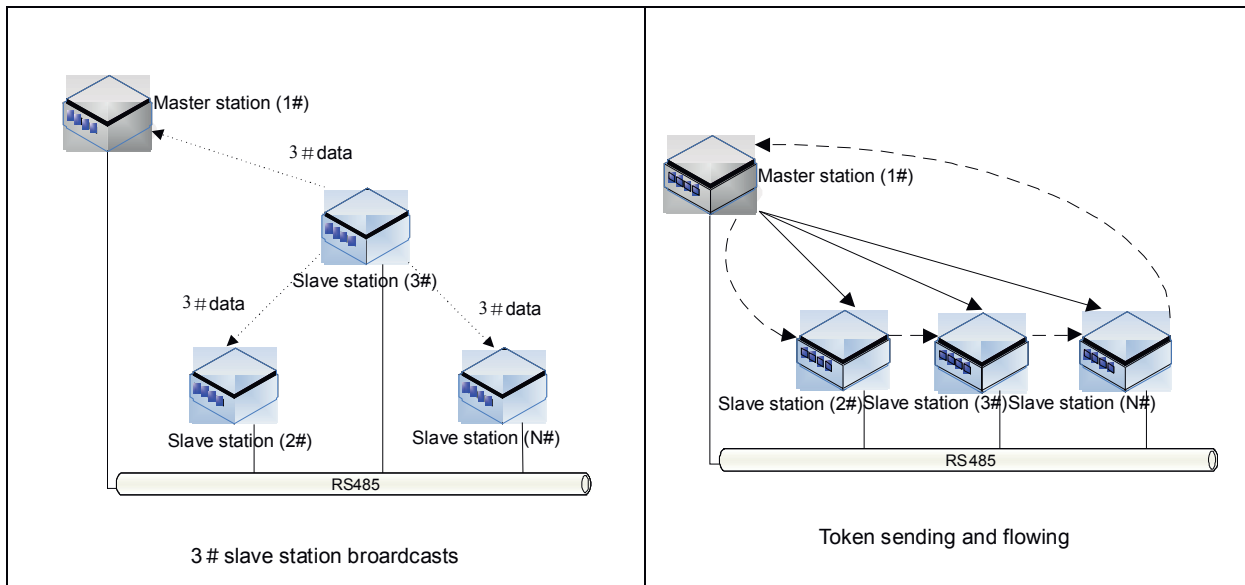 Master station (1#)
3＃data
Slave station (3#)
3＃data
3＃data
Slave station (2#)
Slave station (N#)
RS485
3＃ slave station broardcasts
Master station (1#)
Slave station (2#)
Slave station (3#)
Slave station (N#)
RS485
Token sending and flowing